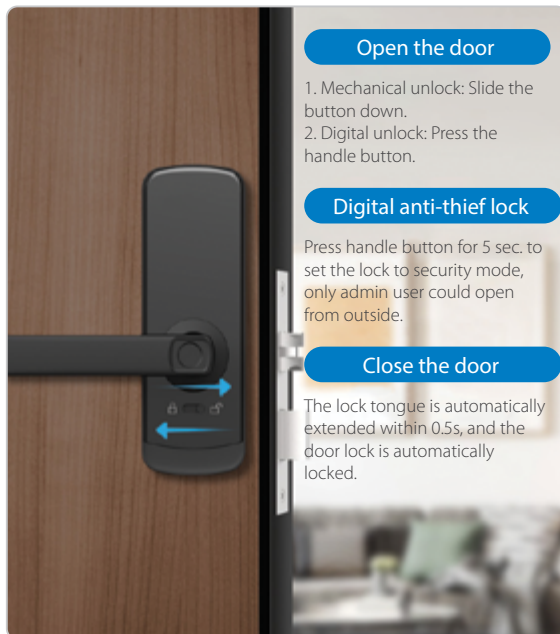 Open the door
1. Mechanical unlock: Slide the
button down.
2. Digital unlock: Press the
handle button.
Digital anti-thief lock
Press handle button for 5 sec. to
set the lock to security mode,
only admin user could open
from outside.
Close the door
The lock tongue is automatically
extended within 0.5s, and the
door lock is automatically
locked.